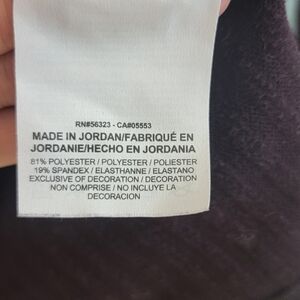 RN#56323 - CA#05553
MADE IN JORDAN/FABRIQUÉ EN
JORDANIE/HECHO EN JORDANIA
81% POLYESTER / POLYESTER / POLIESTER
19% SPANDEX / ELASTHANNE / ELASTANO
EXCLUSIVE OF DECORATION / DECORATION
NON COMPRISE / NO INCLUYE LA
DECORACION